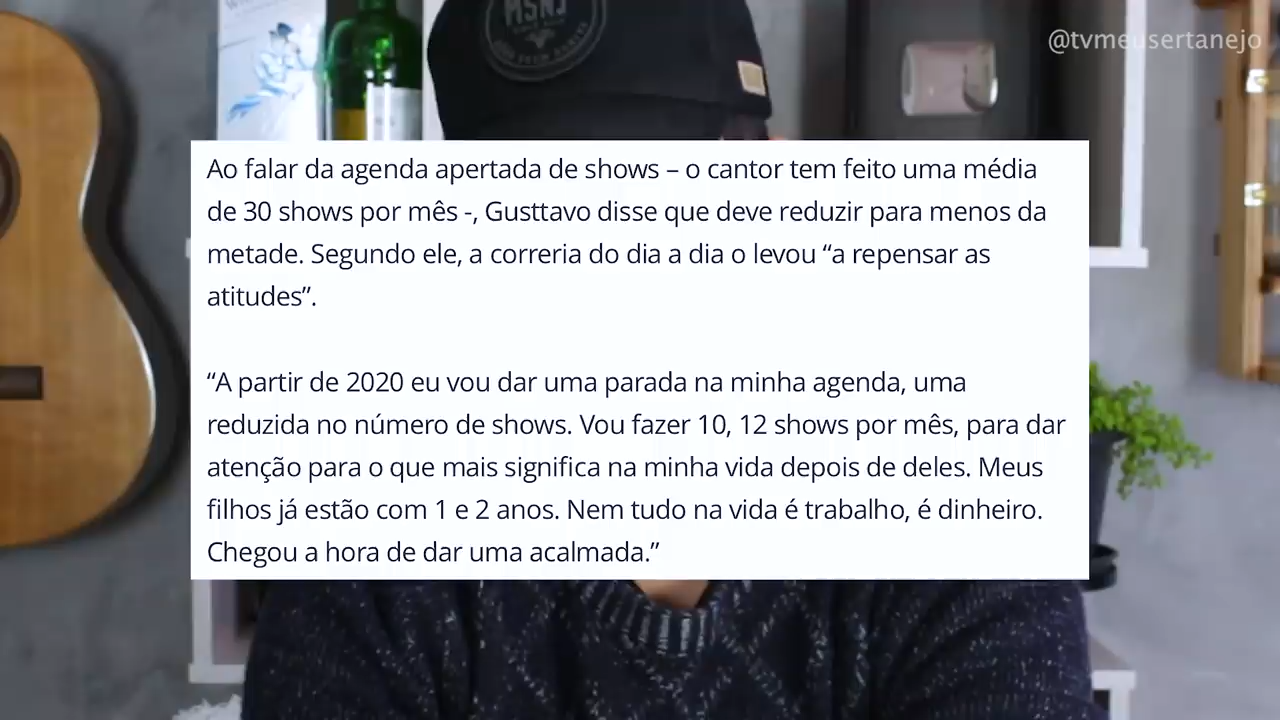 @tvmeusertanejo
MSNJ
Ao falar da agenda apertada de shows – o cantor tem feito uma média
de 30 shows por mês -, Gusttavo disse que deve reduzir para menos da
metade. Segundo ele, a correria do dia a dia o levou “a repensar as
atitudes”.
“A partir de 2020 eu vou dar uma parada na minha agenda, uma
reduzida no número de shows. Vou fazer 10, 12 shows por mês, para dar
atenção para o que mais significa na minha vida depois de deles. Meus
filhos já estão com 1 e 2 anos. Nem tudo na vida é trabalho, é dinheiro.
Chegou a hora de dar uma acalmada.”